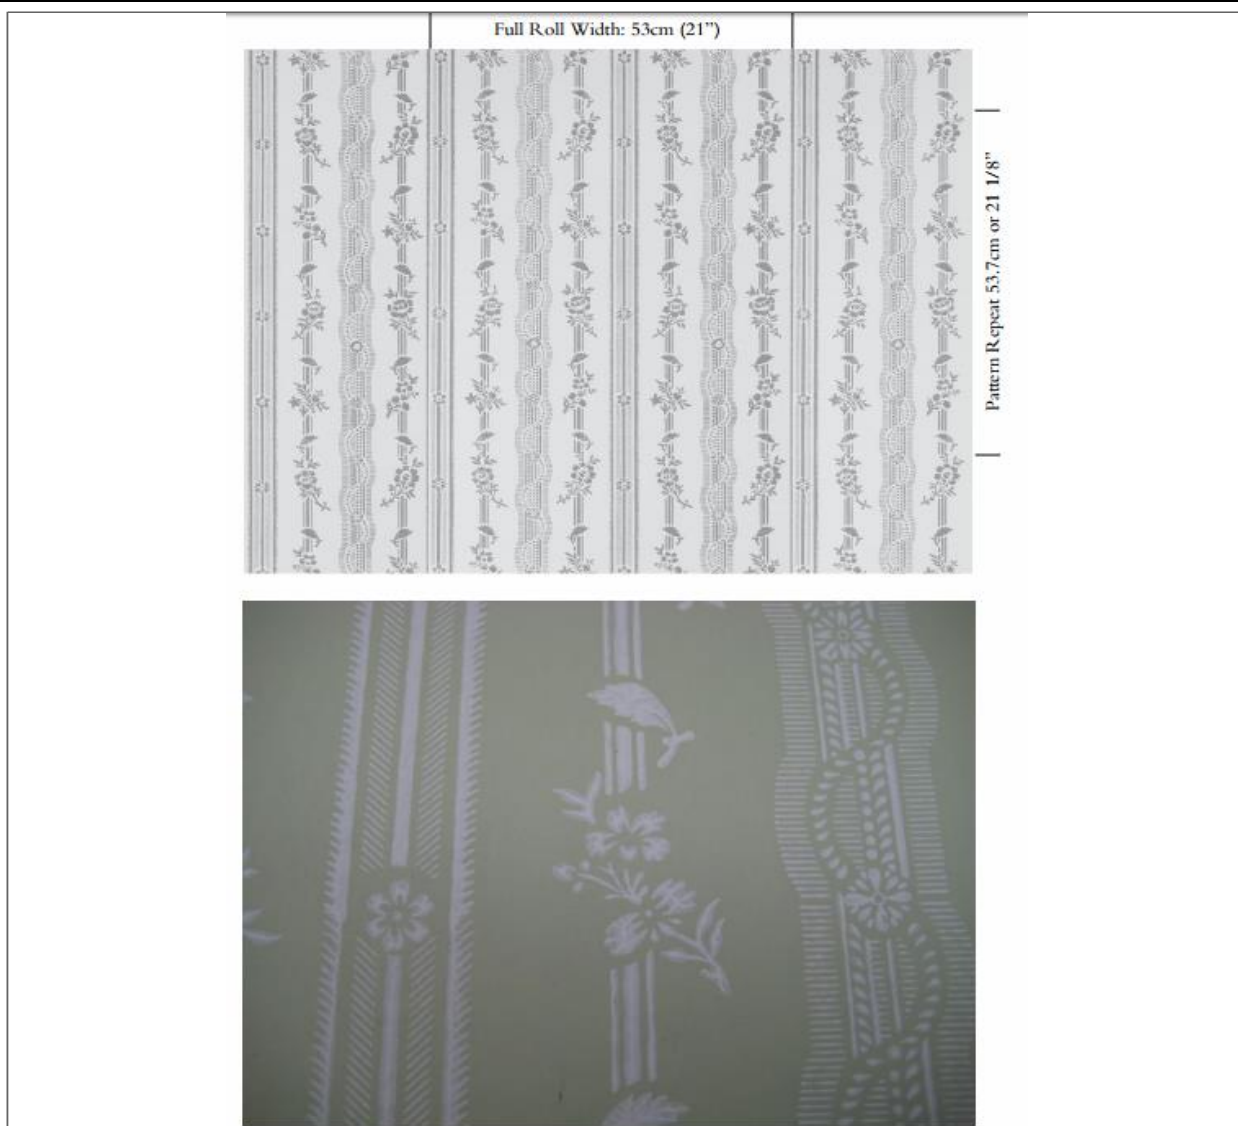 Full Roll Width: 53cm (21”)
Pattern Repeat 53.7cm or 21 1/8”